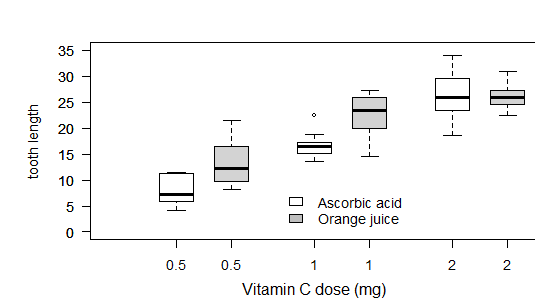 35
30
25
20
15
10
5
0
tooth length
Ascorbic acid
Orange juice
0.5 0.5 1 1 2 2
Vitamin C dose (mg)